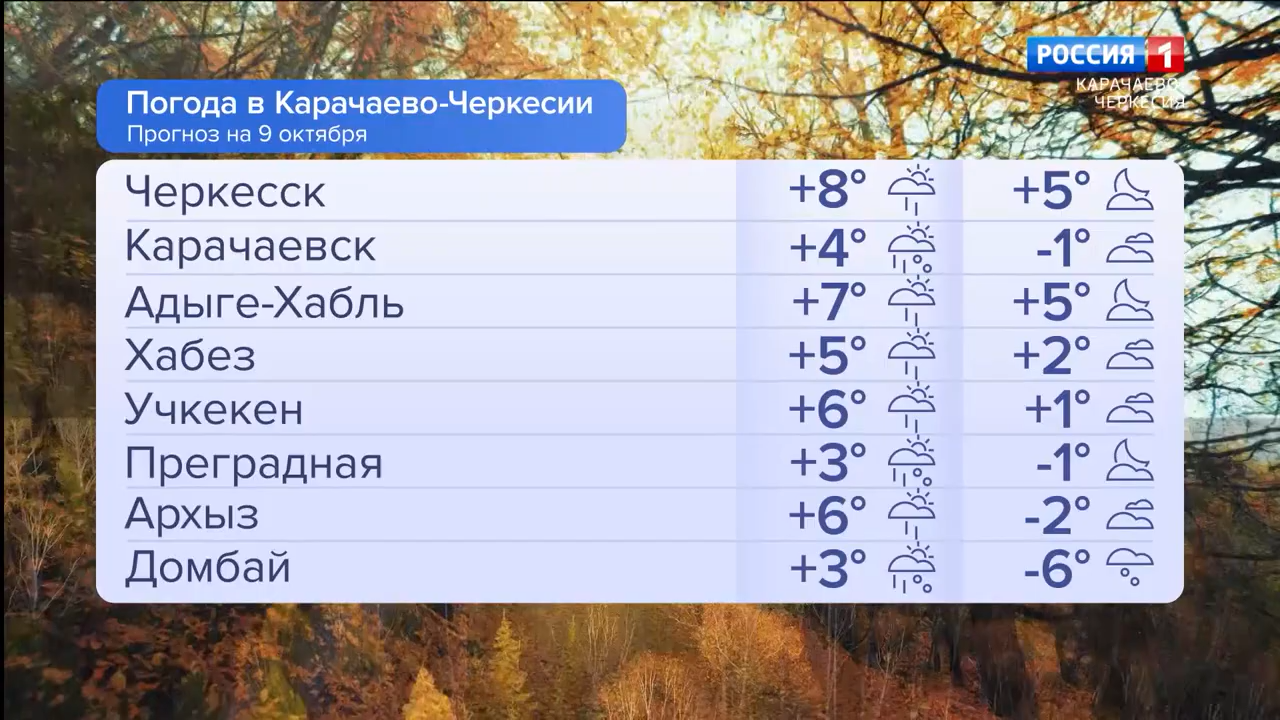 РОССИЯ 1
КАРАЧАЕВО-
ЧЕРКЕСИЯ
Погода в Карачаево-Черкесии
Прогноз на 9 октября
Черкесск +8° +5°
Карачаевск +4° -1°
Адыге-Хабль +7° +5°
Хабез +5° +2°
Учкекен +6° +1°
Преградная +3° -1°
Архыз +6° -2°
Домбай +3° -6°